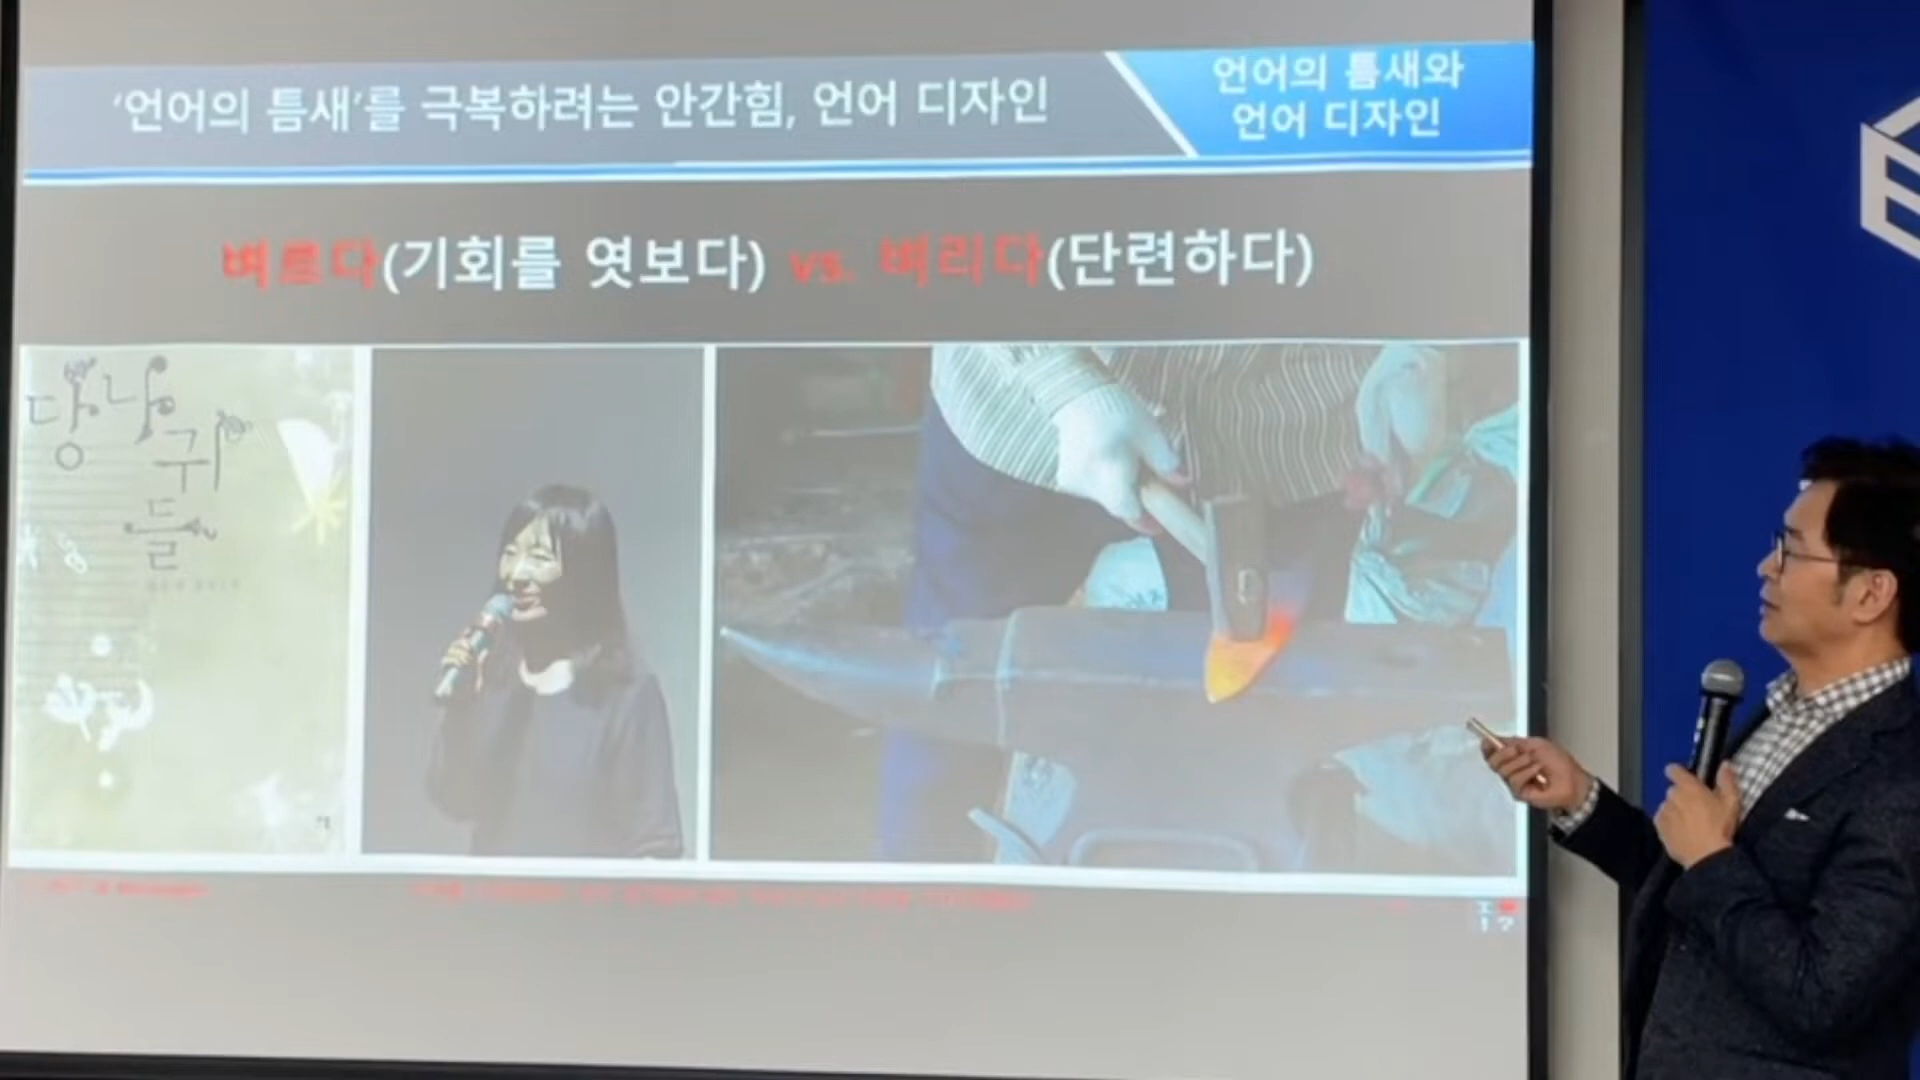 '언어의 틈새'를 극복하려는 안간힘, 언어 디자인
언어의 틈새와
언어 디자인
벼르다(기회를 엿보다) vs. 벼리다(단련하다)
당나귀들